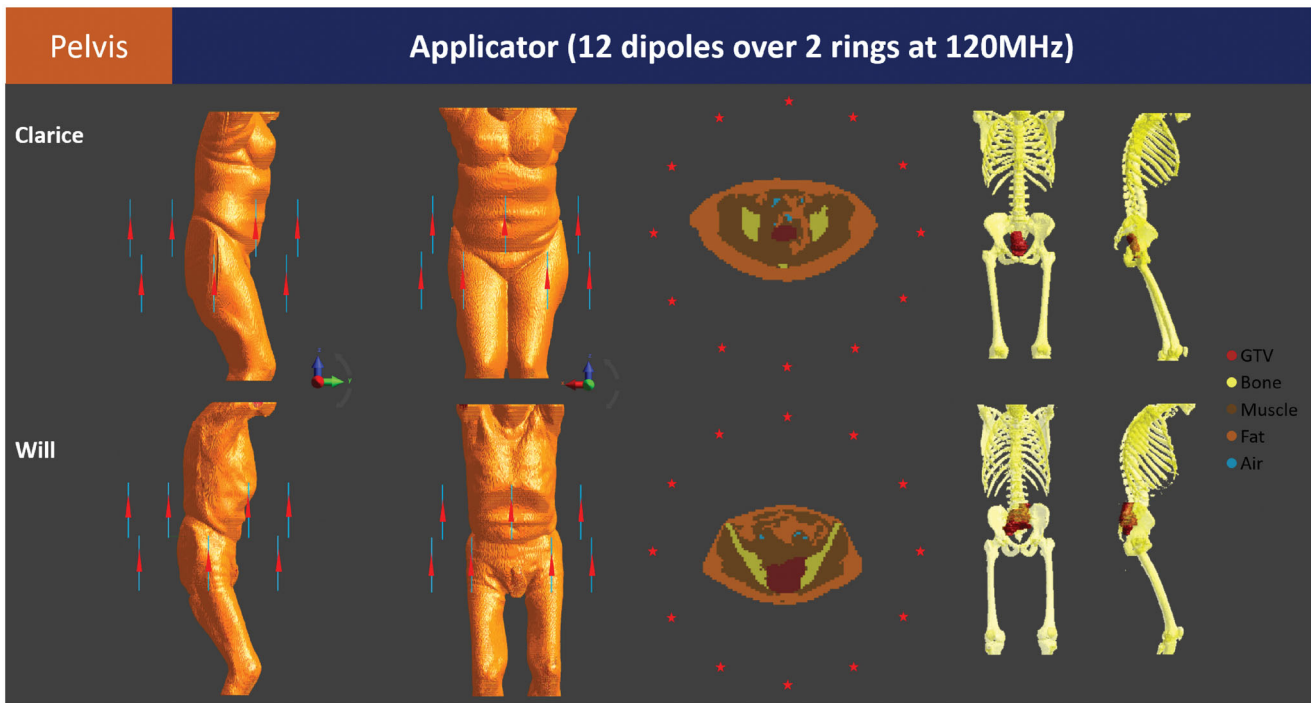 Pelvis
Applicator (12 dipoles over 2 rings at 120MHz)
Clarice
GTV
Bone
Muscle
Fat
Air
Will